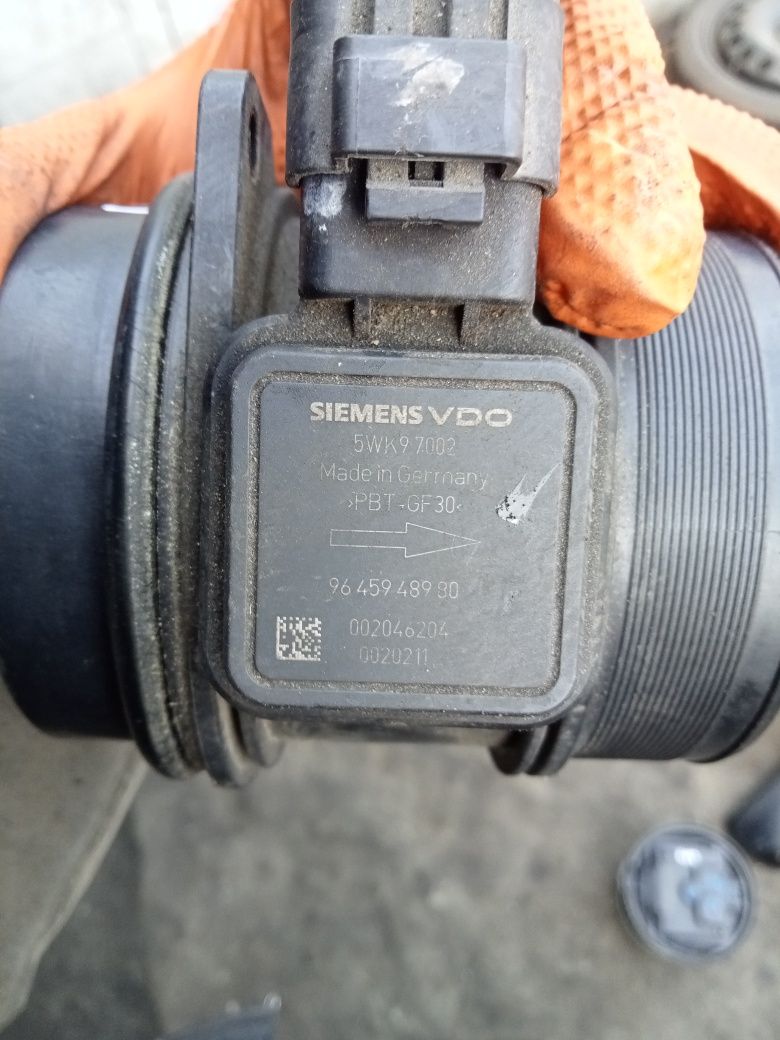 SIEMENS VDO
5WK9 7002
Made in Germany
>PBT-GF30<
96 459 489 80
002046204
0020211